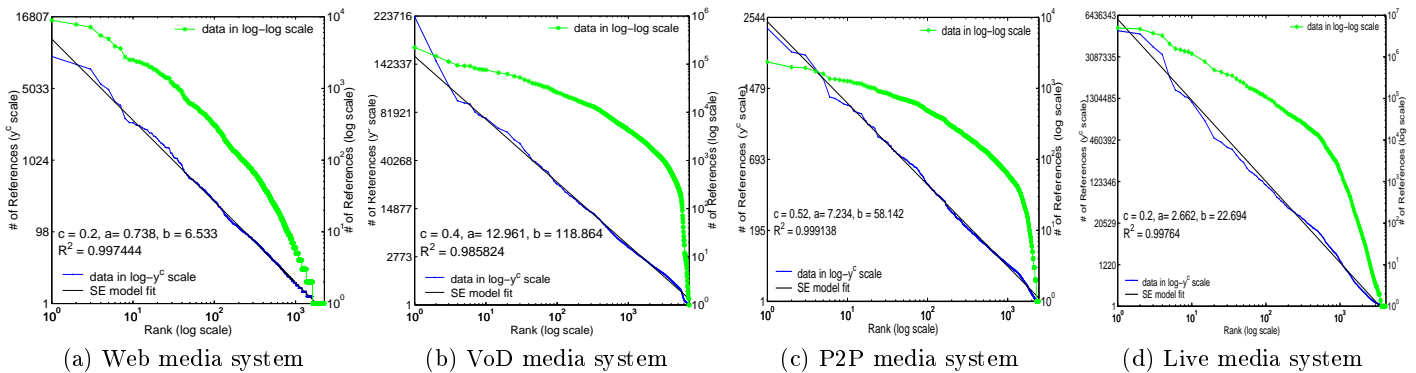 16807
5033
1024
98
1
# of References (y^c scale)
data in log−log scale
c = 0.2, a= 0.738, b = 6.533
R^2 = 0.997444
data in log−y^c scale
SE model fit
10^4
10^3
10^2
10^1
10^0
# of References (log scale)
10^0
10^1
10^2
10^3
Rank (log scale)
(a) Web media system
223716
142337
81921
40268
14877
2773
1
# of References (y^c scale)
data in log−log scale
c = 0.4, a= 12.961, b = 118.864
R^2 = 0.985824
data in log−y^c scale
SE model fit
10^6
10^5
10^4
10^3
10^2
10^1
10^0
# of References (log scale)
10^0
10^1
10^2
10^3
Rank (log scale)
(b) VoD media system
2544
1479
693
195
1
# of References (y^c scale)
data in log−log scale
c = 0.52, a= 7.234, b = 58.142
R^2 = 0.999138
data in log−y^c scale
SE model fit
10^4
10^3
10^2
10^1
10^0
# of References (log scale)
10^0
10^1
10^2
10^3
Rank (log scale)
(c) P2P media system
6436343
3087335
1304485
460392
123346
20529
1220
1
# of References (y^c scale)
data in log−log scale
c = 0.2, a= 2.662, b = 22.694
R^2 = 0.99764
data in log−y^c scale
SE model fit
10^7
10^6
10^5
10^4
10^3
10^2
10^1
10^0
# of References (log scale)
10^0
10^1
10^2
10^3
Rank (log scale)
(d) Live media system